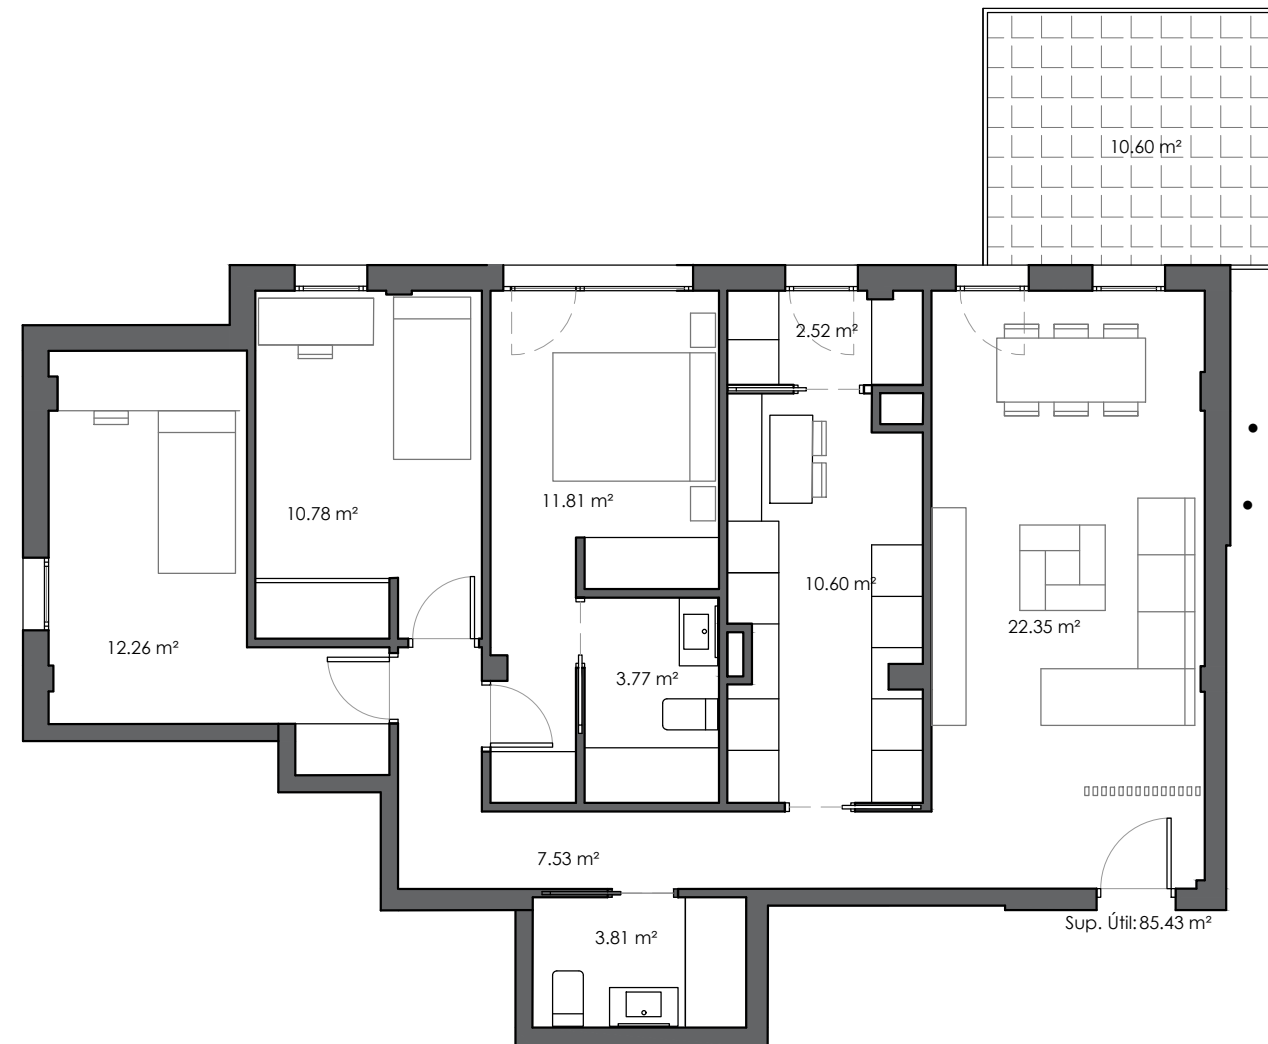 10.60 m²
2.52 m²
11.81 m²
10.78 m²
10.60 m²
22.35 m²
12.26 m²
3.77 m²
7.53 m²
Sup. Útil: 85.43 m²
3.81 m²